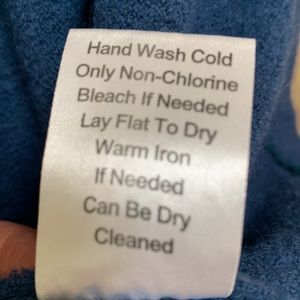 Hand Wash Cold
Only Non-Chlorine
Bleach If Needed
Lay Flat To Dry
Warm Iron
If Needed
Can Be Dry
Cleaned